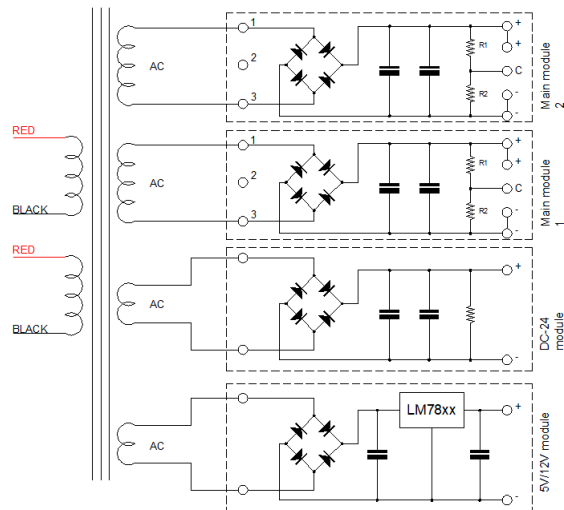 1
AC
2
3
R1
R2
+
+
C
-
-
Main module
2
RED
BLACK
1
AC
2
3
R1
R2
+
+
C
-
-
Main module
1
RED
BLACK
AC
+
-
DC-24
module
AC
LM78xx
+
-
5V/12V module